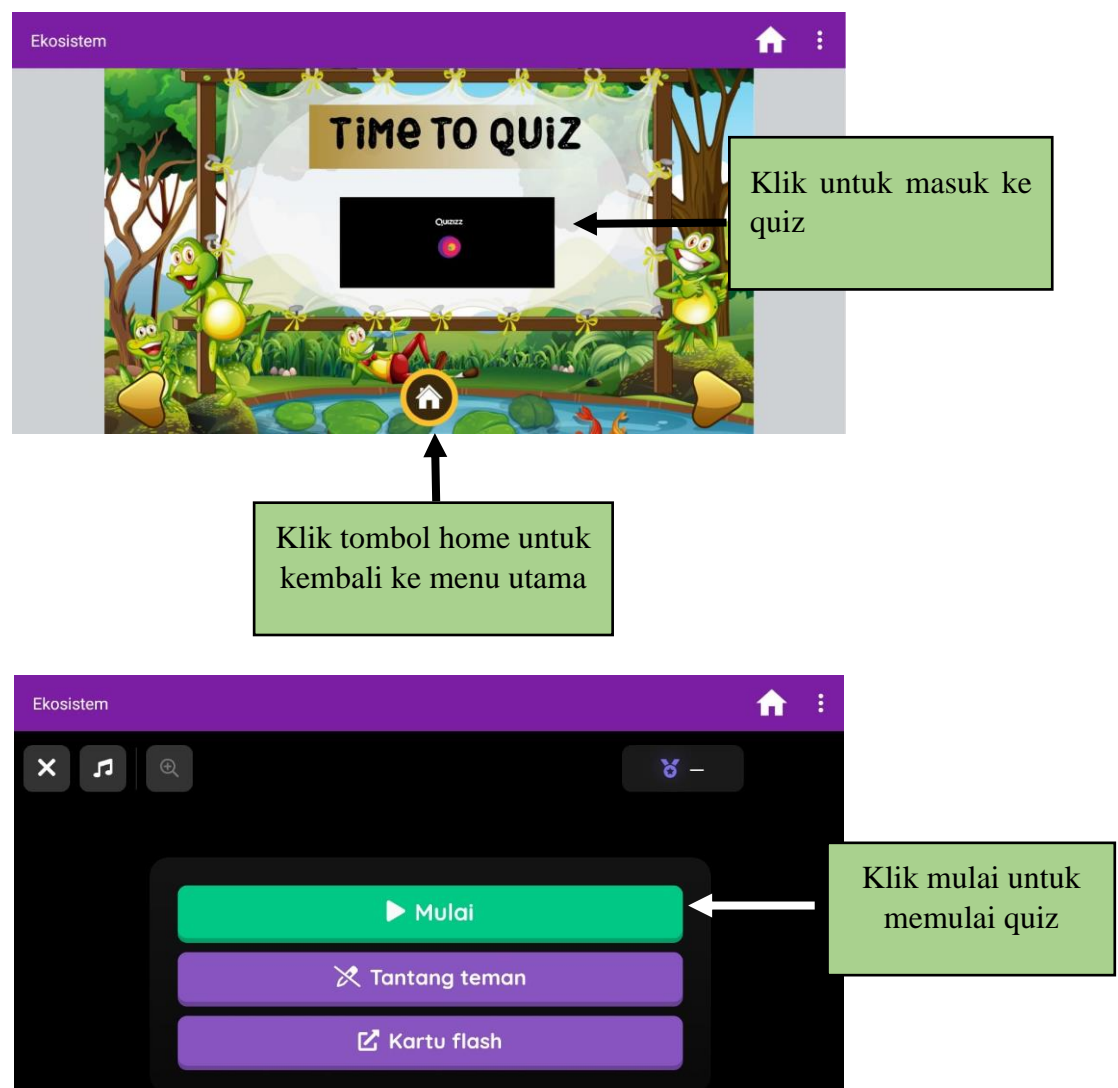 Ekosistem
TiMe TO QUiZ
Quizizz
Klik untuk masuk ke
quiz
Klik tombol home untuk
kembali ke menu utama
Ekosistem
Mulai
Tantang teman
Kartu flash
Klik mulai untuk
memulai quiz